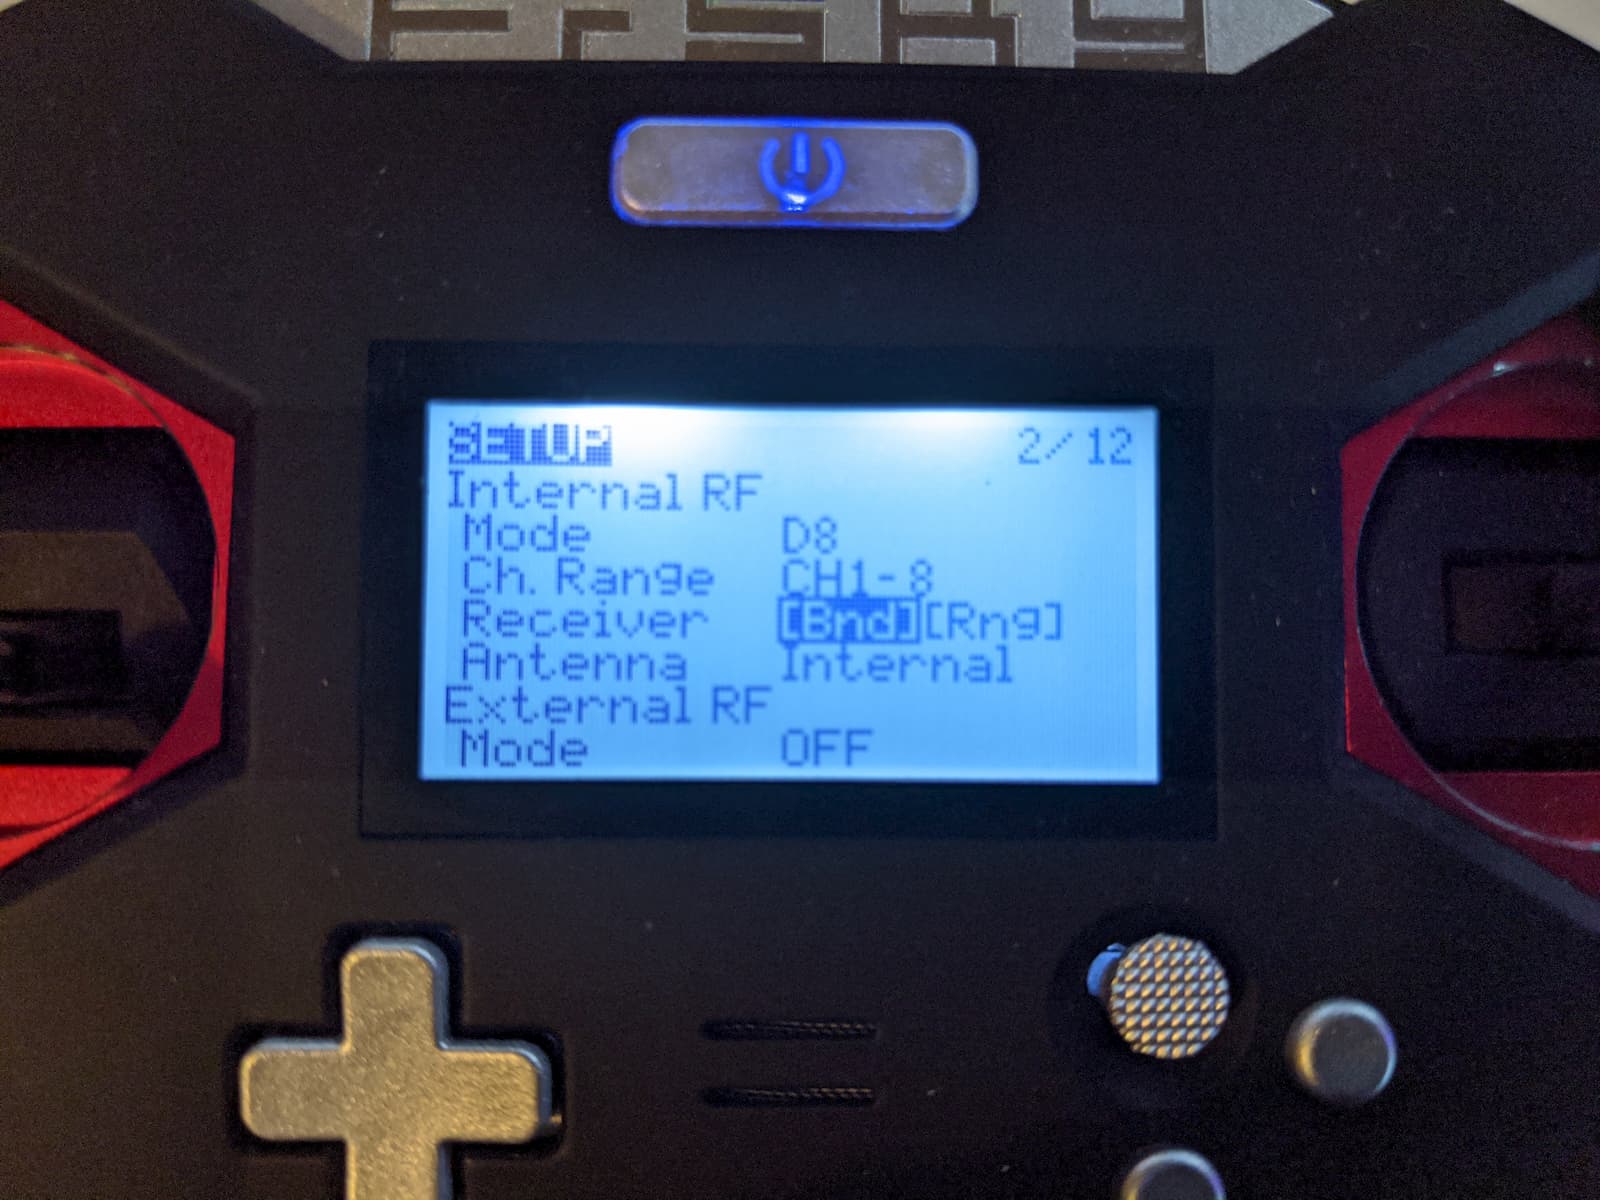 SETUP 2/12
Internal RF
Mode D8
Ch. Range CH1-8
Receiver [Bnd][Rng]
Antenna Internal
External RF
Mode OFF